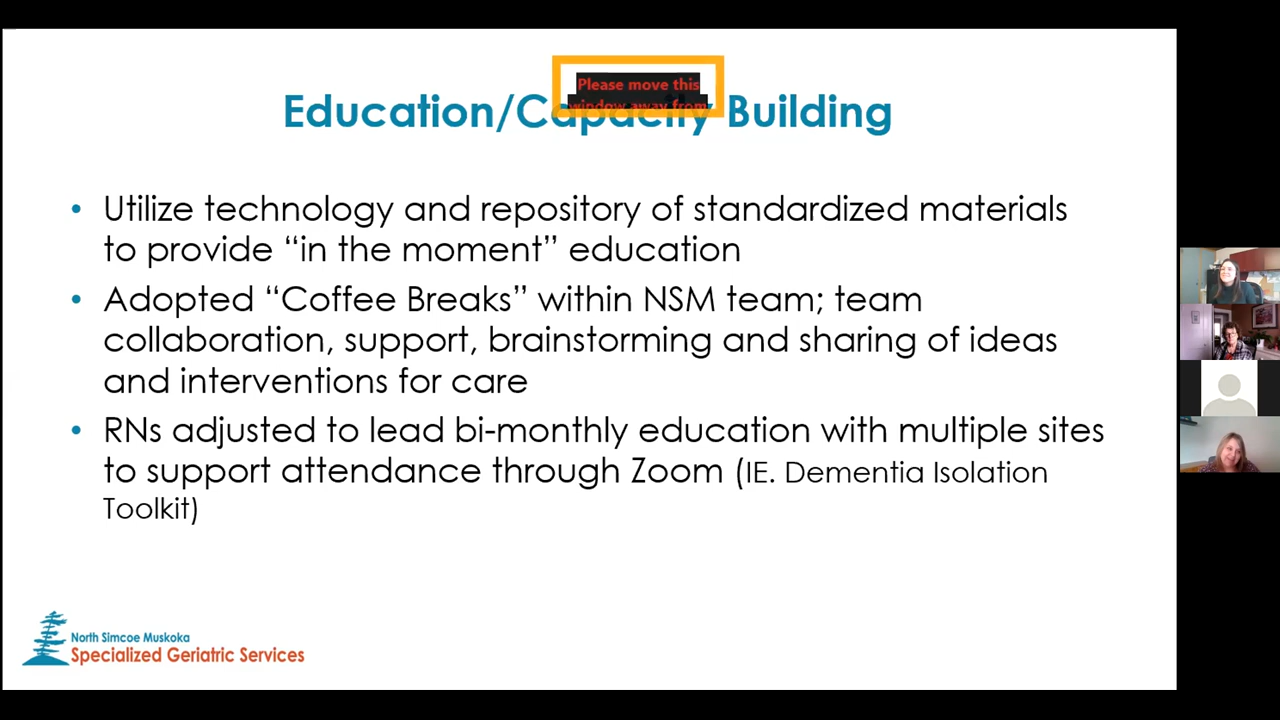 Please move this
window away from
Education/Capacity Building
• Utilize technology and repository of standardized materials
to provide “in the moment” education
• Adopted “Coffee Breaks” within NSM team; team
collaboration, support, brainstorming and sharing of ideas
and interventions for care
• RNs adjusted to lead bi-monthly education with multiple sites
to support attendance through Zoom (IE. Dementia Isolation
Toolkit)
North Simcoe Muskoka
Specialized Geriatric Services